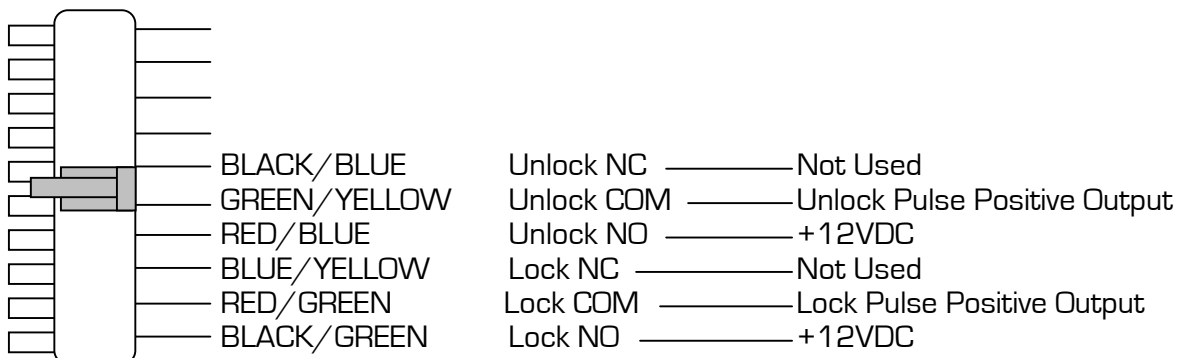 BLACK/BLUE Unlock NC Not Used
GREEN/YELLOW Unlock COM Unlock Pulse Positive Output
RED/BLUE Unlock NO +12VDC
BLUE/YELLOW Lock NC Not Used
RED/GREEN Lock COM Lock Pulse Positive Output
BLACK/GREEN Lock NO +12VDC